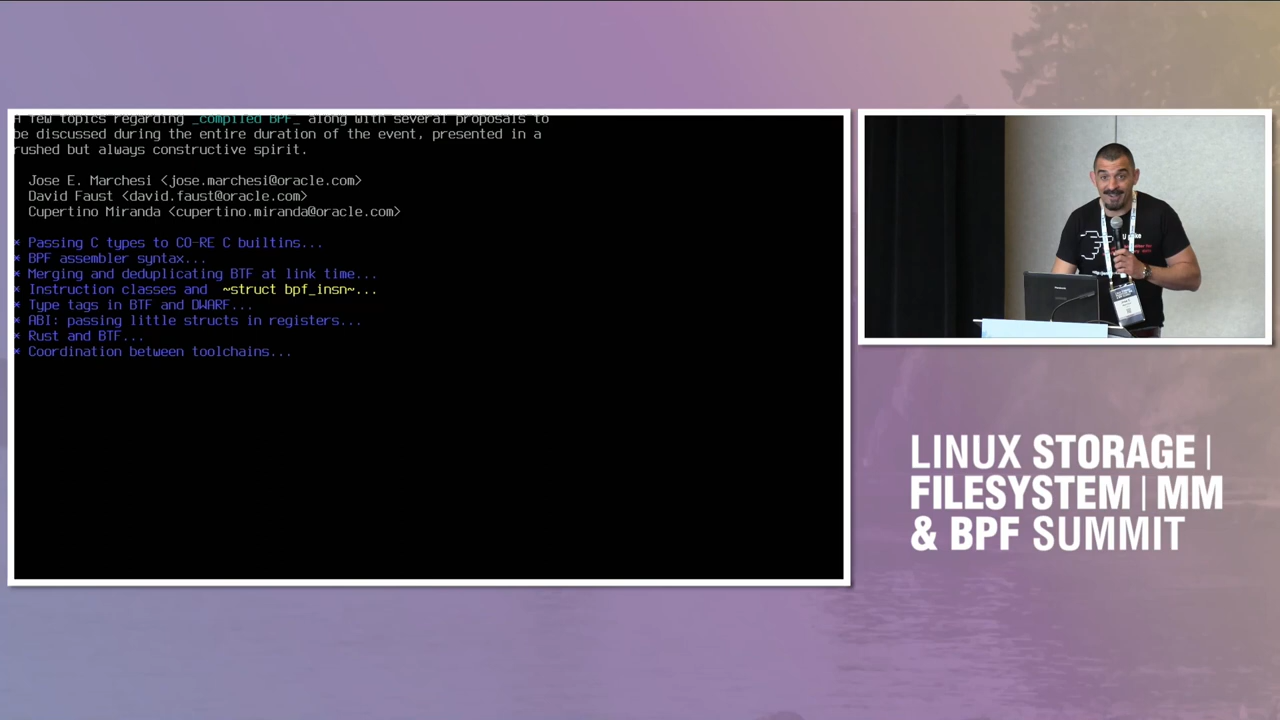 A few topics regarding _compiled BPF_ along with several proposals to
be discussed during the entire duration of the event, presented in a
rushed but always constructive spirit.
Jose E. Marchesi <jose.marchesi@oracle.com>
David Faust <david.faust@oracle.com>
Cupertino Miranda <cupertino.miranda@oracle.com>
* Passing C types to CO-RE C builtins...
* BPF assembler syntax...
* Merging and deduplicating BTF at link time...
* Instruction classes and ~struct bpf_insn~...
* Type tags in BTF and DWARF...
* ABI: passing little structs in registers...
* Rust and BTF...
* Coordination between toolchains...
LINUX STORAGE |
FILESYSTEM | MM
& BPF SUMMIT